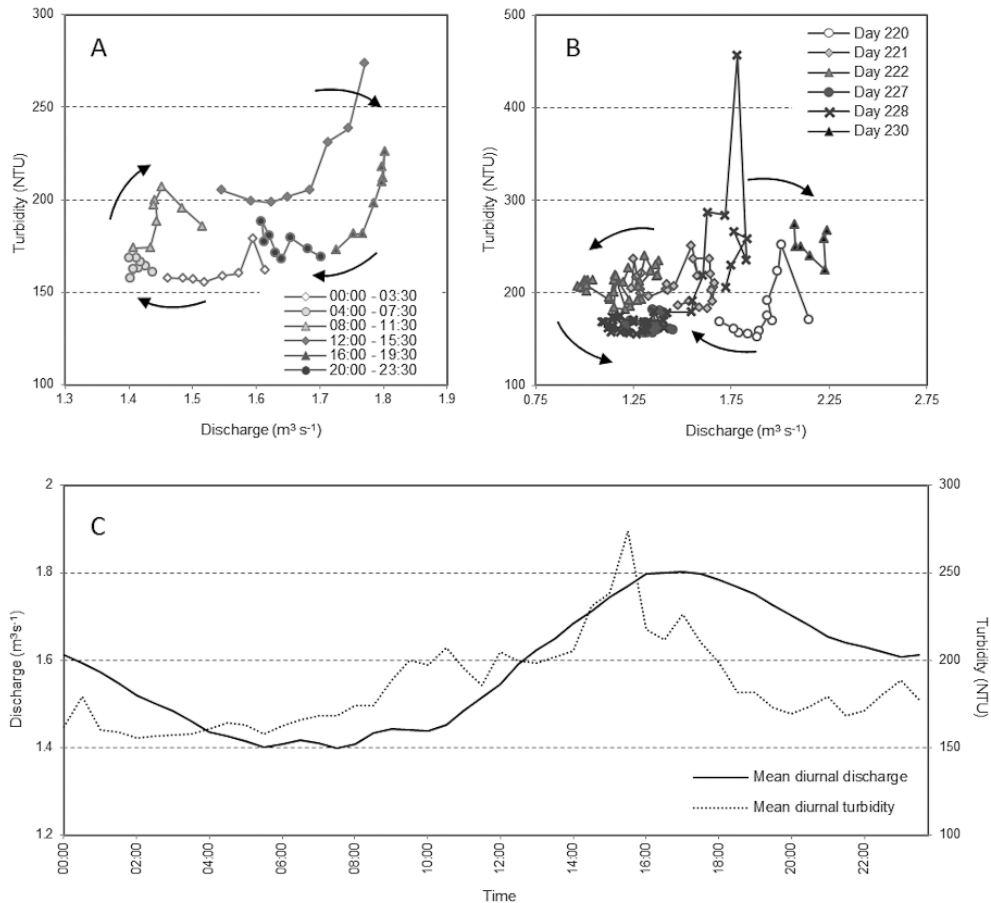 300
250
200
150
100
Turbidity (NTU)
A
00:00 - 03:30
04:00 - 07:30
08:00 - 11:30
12:00 - 15:30
16:00 - 19:30
20:00 - 23:30
1.3 1.4 1.5 1.6 1.7 1.8 1.9
Discharge (m³ s⁻¹)
500
400
300
200
100
Turbidity (NTU))
B
Day 220
Day 221
Day 222
Day 227
Day 228
Day 230
0.75 1.25 1.75 2.25 2.75
Discharge (m³ s⁻¹)
C
2
1.8
1.6
1.4
1.2
Discharge (m³s⁻¹)
300
250
200
150
100
Turbidity (NTU)
Mean diurnal discharge
Mean diurnal turbidity
00:00 02:00 04:00 06:00 08:00 10:00 12:00 14:00 16:00 18:00 20:00 22:00
Time